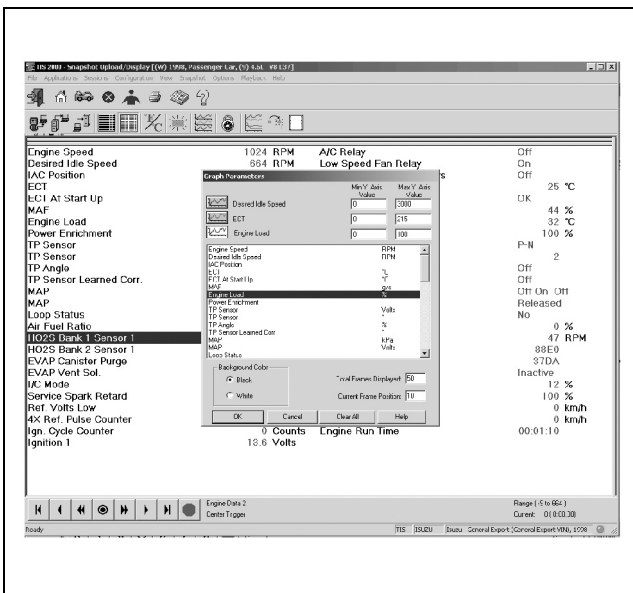 TIS 2000 - Snapshot Upload/Display [(W) 1998, Passenger Car, (Y) 4.6L V8 L37]
File Applications Sessions Configuration View Snapshot Options Playback Help
Engine Speed 1024 RPM A/C Relay Off
Desired Idle Speed 664 RPM Low Speed Fan Relay On
IAC Position Off
ECT 25 °C
ECT At Start Up OK
MAF 44 %
Engine Load 32 °C
Power Enrichment 100 %
TP Sensor P-N
TP Sensor 2
TP Angle Off
TP Sensor Learned Corr. Off
MAP Off On Off
MAP Released
Loop Status No
Air Fuel Ratio 0 %
HO2S Bank 1 Sensor 1 47 RPM
HO2S Bank 2 Sensor 1 88E0
EVAP Canister Purge 37DA
EVAP Vent Sol. Inactive
I/C Mode 12 %
Service Spark Retard 100 %
Ref. Volts Low 0 km/h
4X Ref. Pulse Counter 0 km/h
Ign. Cycle Counter 0 Counts Engine Run Time 00:01:10
Ignition 1 13.6 Volts
Graph Parameters
Min Y Axis Value Max Y Axis Value
Desired Idle Speed 0 3000
ECT 0 215
Engine Load 0 100
Engine Speed RPM
Desired Idle Speed RPM
IAC Position
ECT °C
ECT At Start Up °C
MAF g/s
Engine Load %
Power Enrichment
TP Sensor Volts
TP Sensor
TP Angle %
TP Sensor Learned Corr
MAP kPa
MAP Volts
Loop Status
Background Color
Black
White
Total Frames Displayed: 50
Current Frame Position: 10
OK Cancel Clear All Help
Engine Data 2
Center Trigger
Range ( -5 to 664 )
Current: 0 ( 0:00.00)
Ready TIS ISUZU Isuzu General Export (General Export VIN), 1998